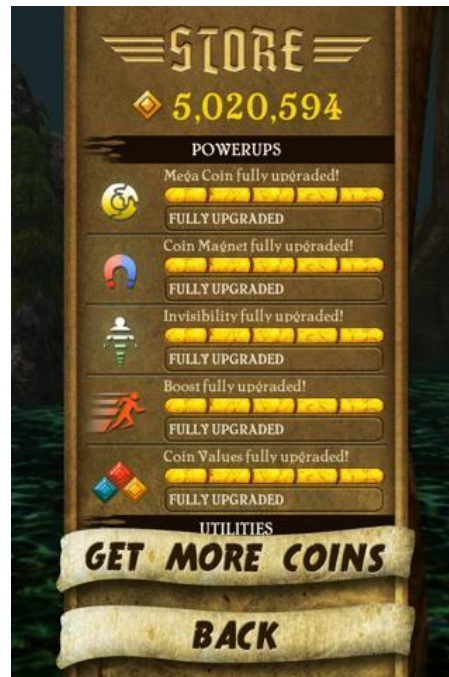 STORE
5,020,594
POWERUPS
Mega Coin fully upgraded!
FULLY UPGRADED
Coin Magnet fully upgraded!
FULLY UPGRADED
Invisibility fully upgraded!
FULLY UPGRADED
Boost fully upgraded!
FULLY UPGRADED
Coin Values fully upgraded!
FULLY UPGRADED
UTILITIES
GET MORE COINS
BACK